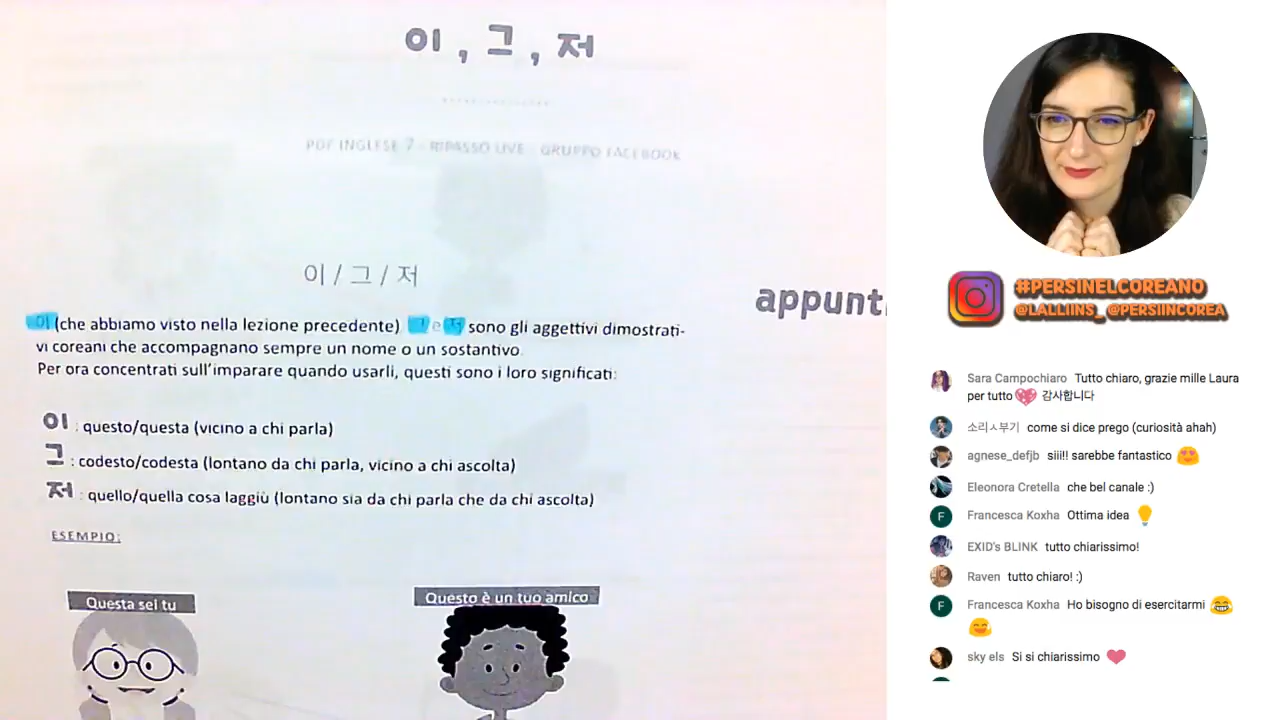 이 , 그 , 저
PDF INGLESE 7 - RIPASSO LIVE - GRUPPO FACEBOOK
이 / 그 / 저
이 (che abbiamo visto nella lezione precedente) 그 e 저 sono gli aggettivi dimostrati-
vi coreani che accompagnano sempre un nome o un sostantivo.
Per ora concentrati sull'imparare quando usarli, questi sono i loro significati:
이 : questo/questa (vicino a chi parla)
그 : codesto/codesta (lontano da chi parla, vicino a chi ascolta)
저 : quello/quella cosa laggiù (lontano sia da chi parla che da chi ascolta)
ESEMPIO:
Questa sei tu
Questo è un tuo amico
appunt
#PERSINELCOREANO
@LALLIINS_ @PERSIINCOREA
Sara Campochiaro Tutto chiaro, grazie mille Laura
per tutto 💖 감사합니다
소리ㅅ부기 come si dice prego (curiosità ahah)
agnese_defjb siii!! sarebbe fantastico 😍
Eleonora Cretella che bel canale :)
F Francesca Koxha Ottima idea 💡
EXID's BLINK tutto chiarissimo!
Raven tutto chiaro! :)
F Francesca Koxha Ho bisogno di esercitarmi 😂
😅
sky els Si si chiarissimo ❤